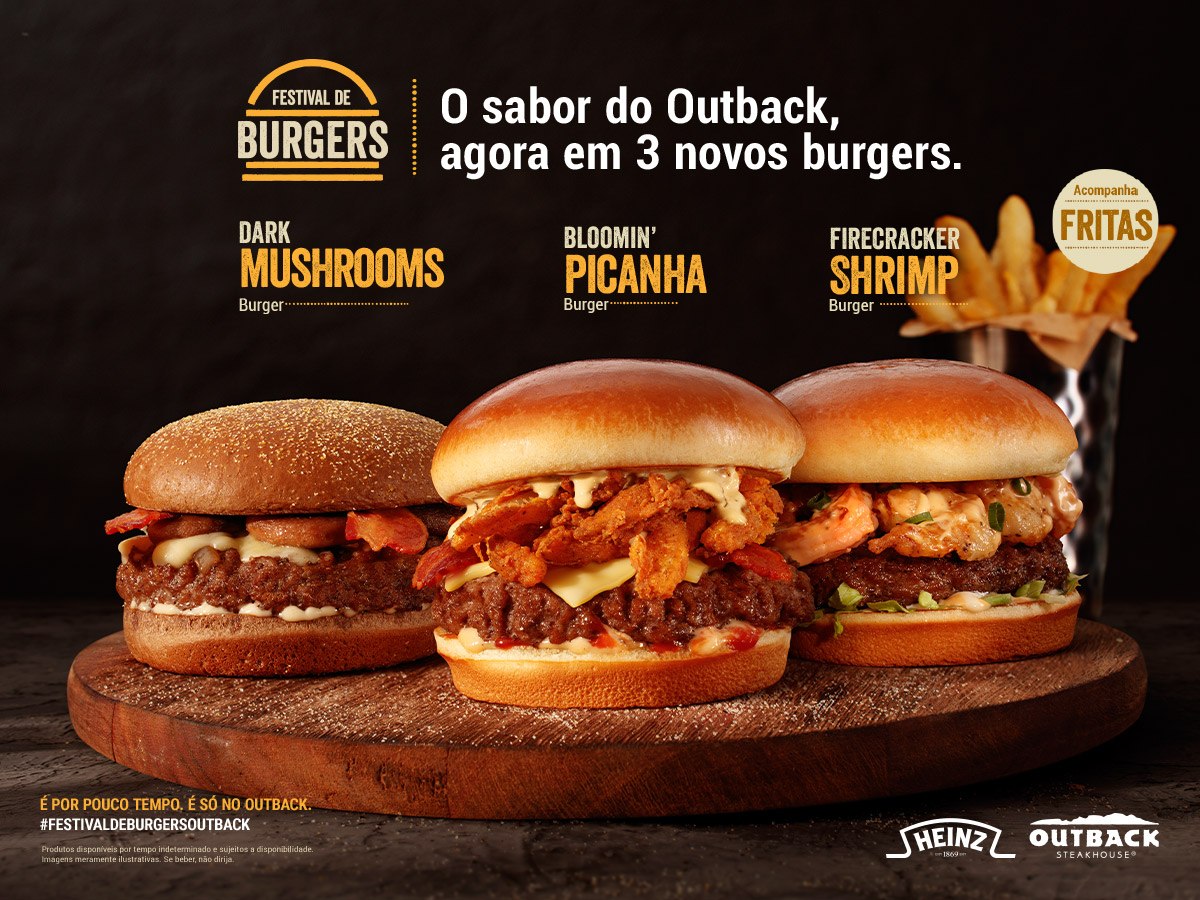 FESTIVAL DE
BURGERS
O sabor do Outback,
agora em 3 novos burgers.
DARK
MUSHROOMS
Burger
BLOOMIN'
PICANHA
Burger
FIRECRACKER
SHRIMP
Burger
Acompanha
FRITAS
É POR POUCO TEMPO. É SÓ NO OUTBACK.
#FESTIVALDEBURGERSOUTBACK
Produtos disponíveis por tempo indeterminado e sujeitos a disponibilidade.
Imagens meramente ilustrativas. Se beber, não dirija.
HEINZ
ESTD 1869
OUTBACK
STEAKHOUSE®